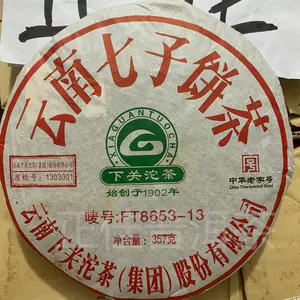 云南七子饼茶
XIAGUANTUOCHA
下关沱茶
始创于1902年
质检号:1303001
中华老字号
China Time-honored Brand
唛号:FT8653-13
净含量:357克
云南下关沱茶(集团)股份有限公司